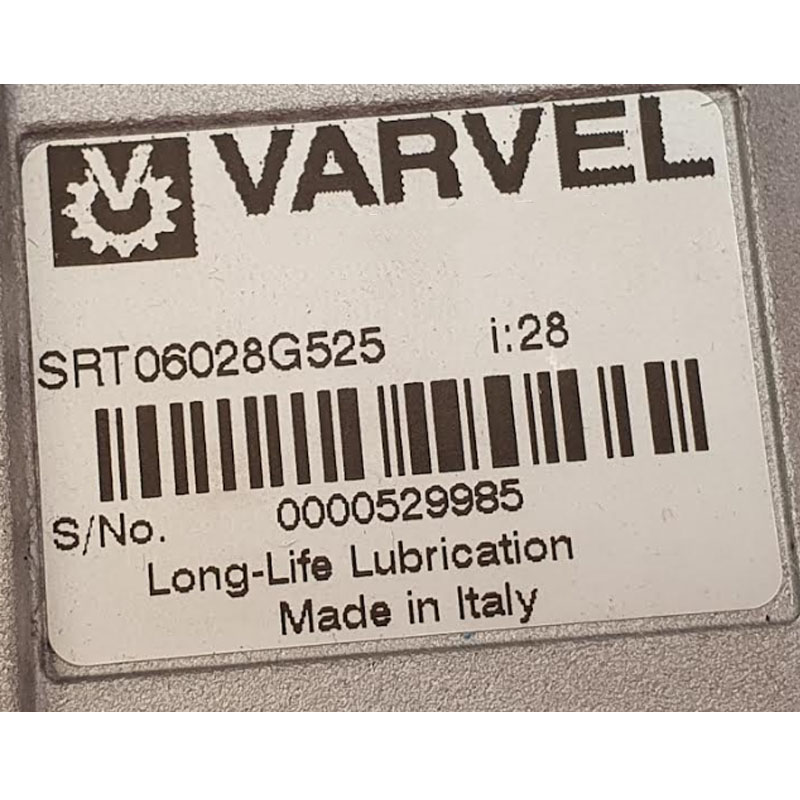 VARVEL
SRT06028G525 i:28
S/No. 0000529985
Long-Life Lubrication
Made in Italy